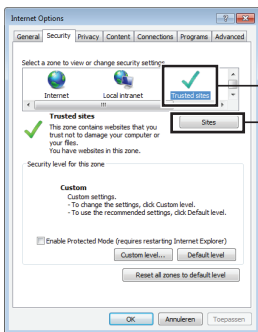 Internet Options
General Security Privacy Content Connections Programs Advanced
Select a zone to view or change security settings.
Internet Local intranet Trusted sites
Trusted sites
Sites
This zone contains websites that you
trust not to damage your computer or
your files.
You have websites in this zone.
Security level for this zone
Custom
Custom settings.
- To change the settings, click Custom level.
- To use the recommended settings, click Default level.
Enable Protected Mode (requires restarting Internet Explorer)
Custom level... Default level
Reset all zones to default level
OK Annuleren Toepassen